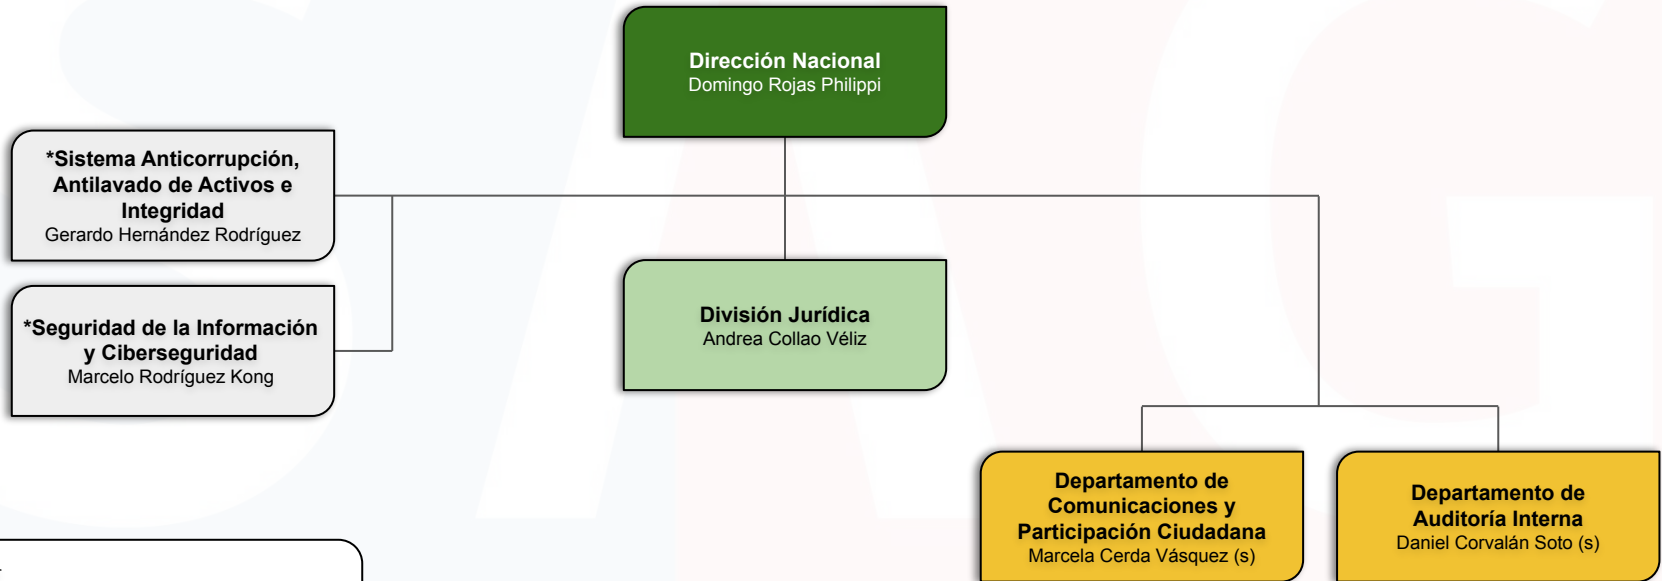 Dirección Nacional
Domingo Rojas Philippi
*Sistema Anticorrupción,
Antilavado de Activos e
Integridad
Gerardo Hernández Rodríguez
*Seguridad de la Información
y Ciberseguridad
Marcelo Rodríguez Kong
División Jurídica
Andrea Collao Véliz
Departamento de
Comunicaciones y
Participación Ciudadana
Marcela Cerda Vásquez (s)
Departamento de
Auditoría Interna
Daniel Corvalán Soto (s)